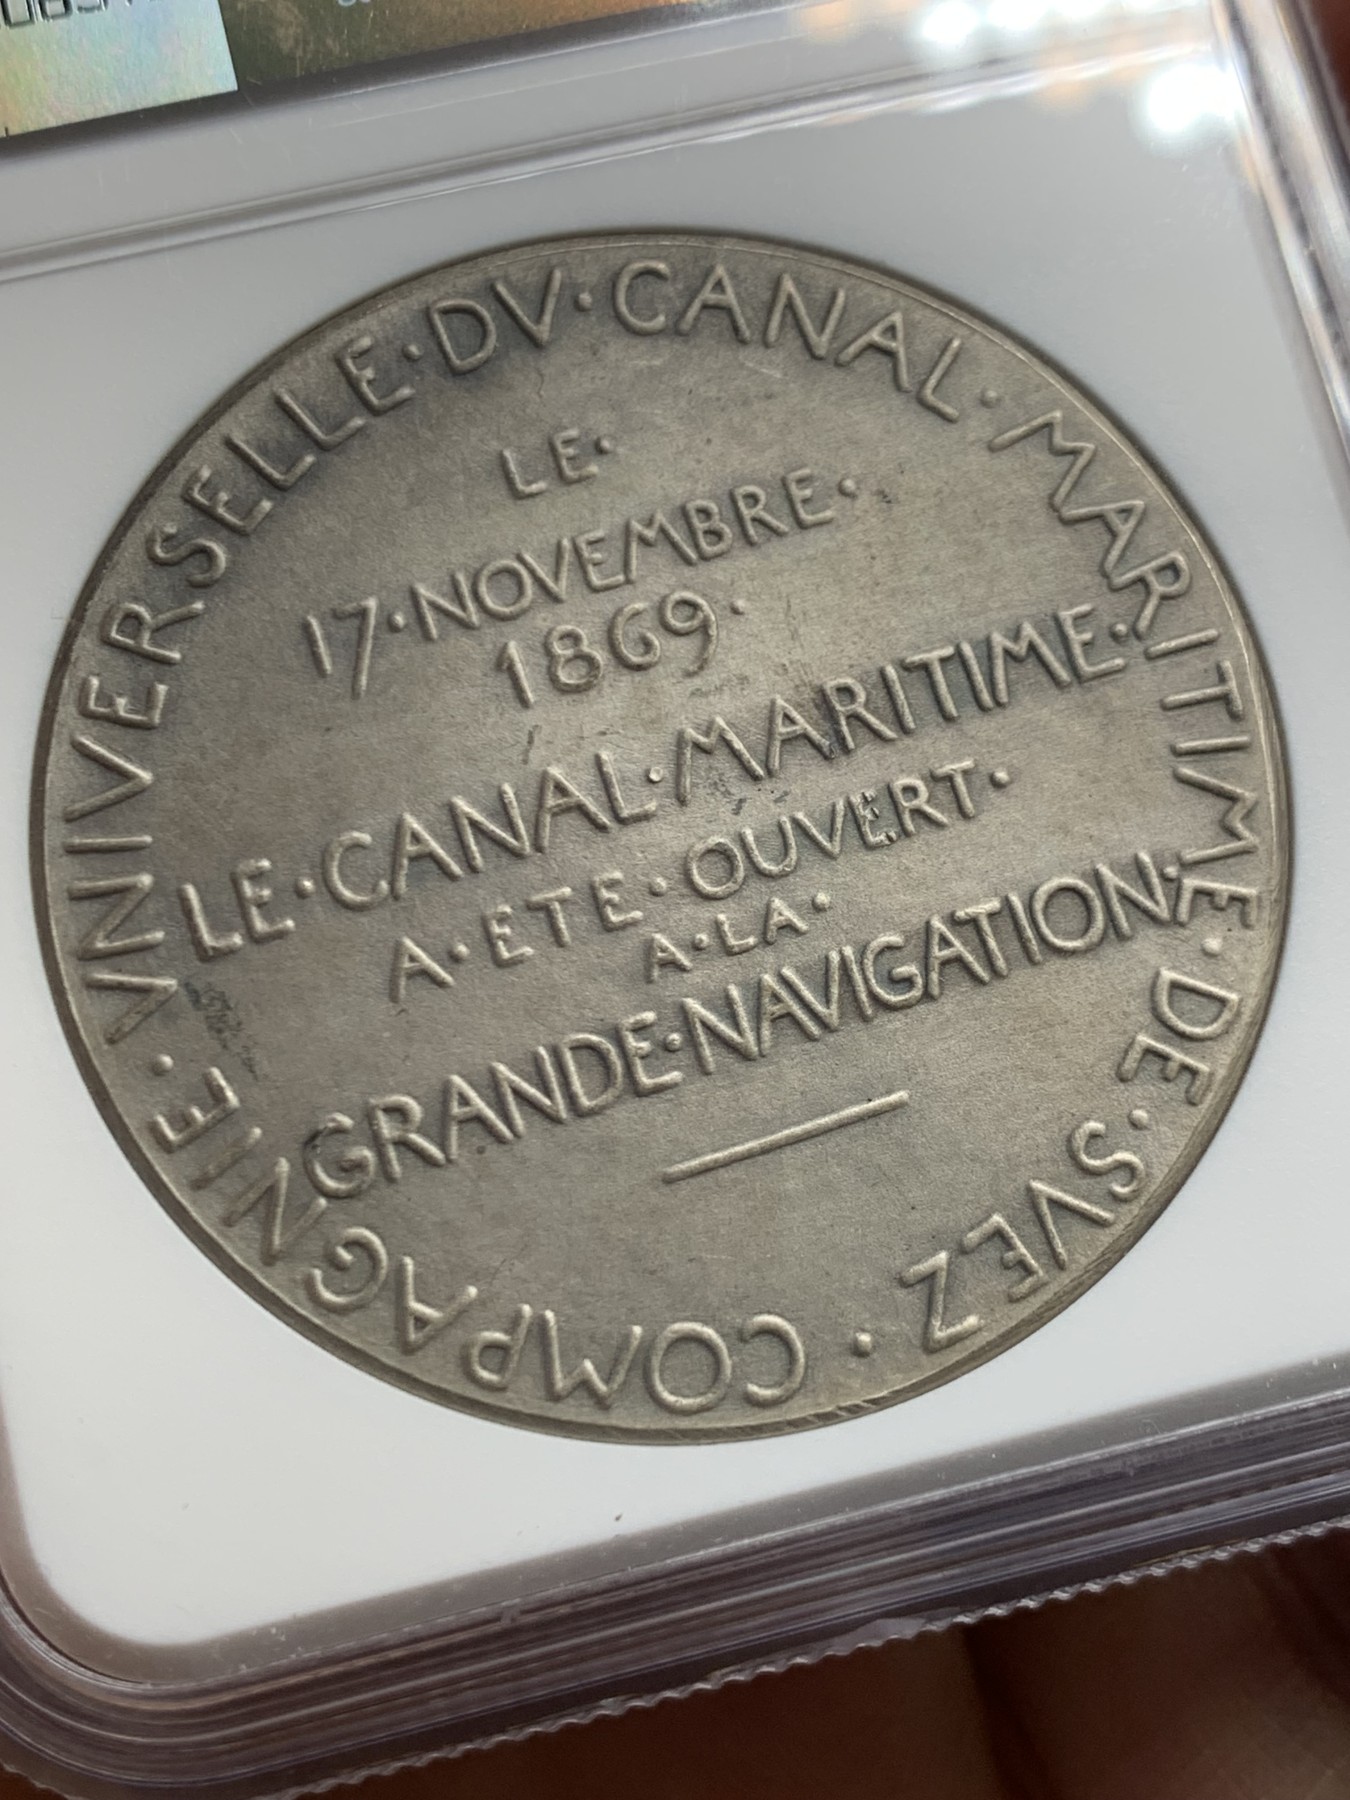 COMPAGNIE · VNIVERSELLE · DV · CANAL · MARITIME · DE · SVEZ ·
LE ·
17 · NOVEMBRE ·
1869 ·
LE · CANAL · MARITIME ·
A · ETE · OUVERT ·
A · LA ·
GRANDE · NAVIGATION ·